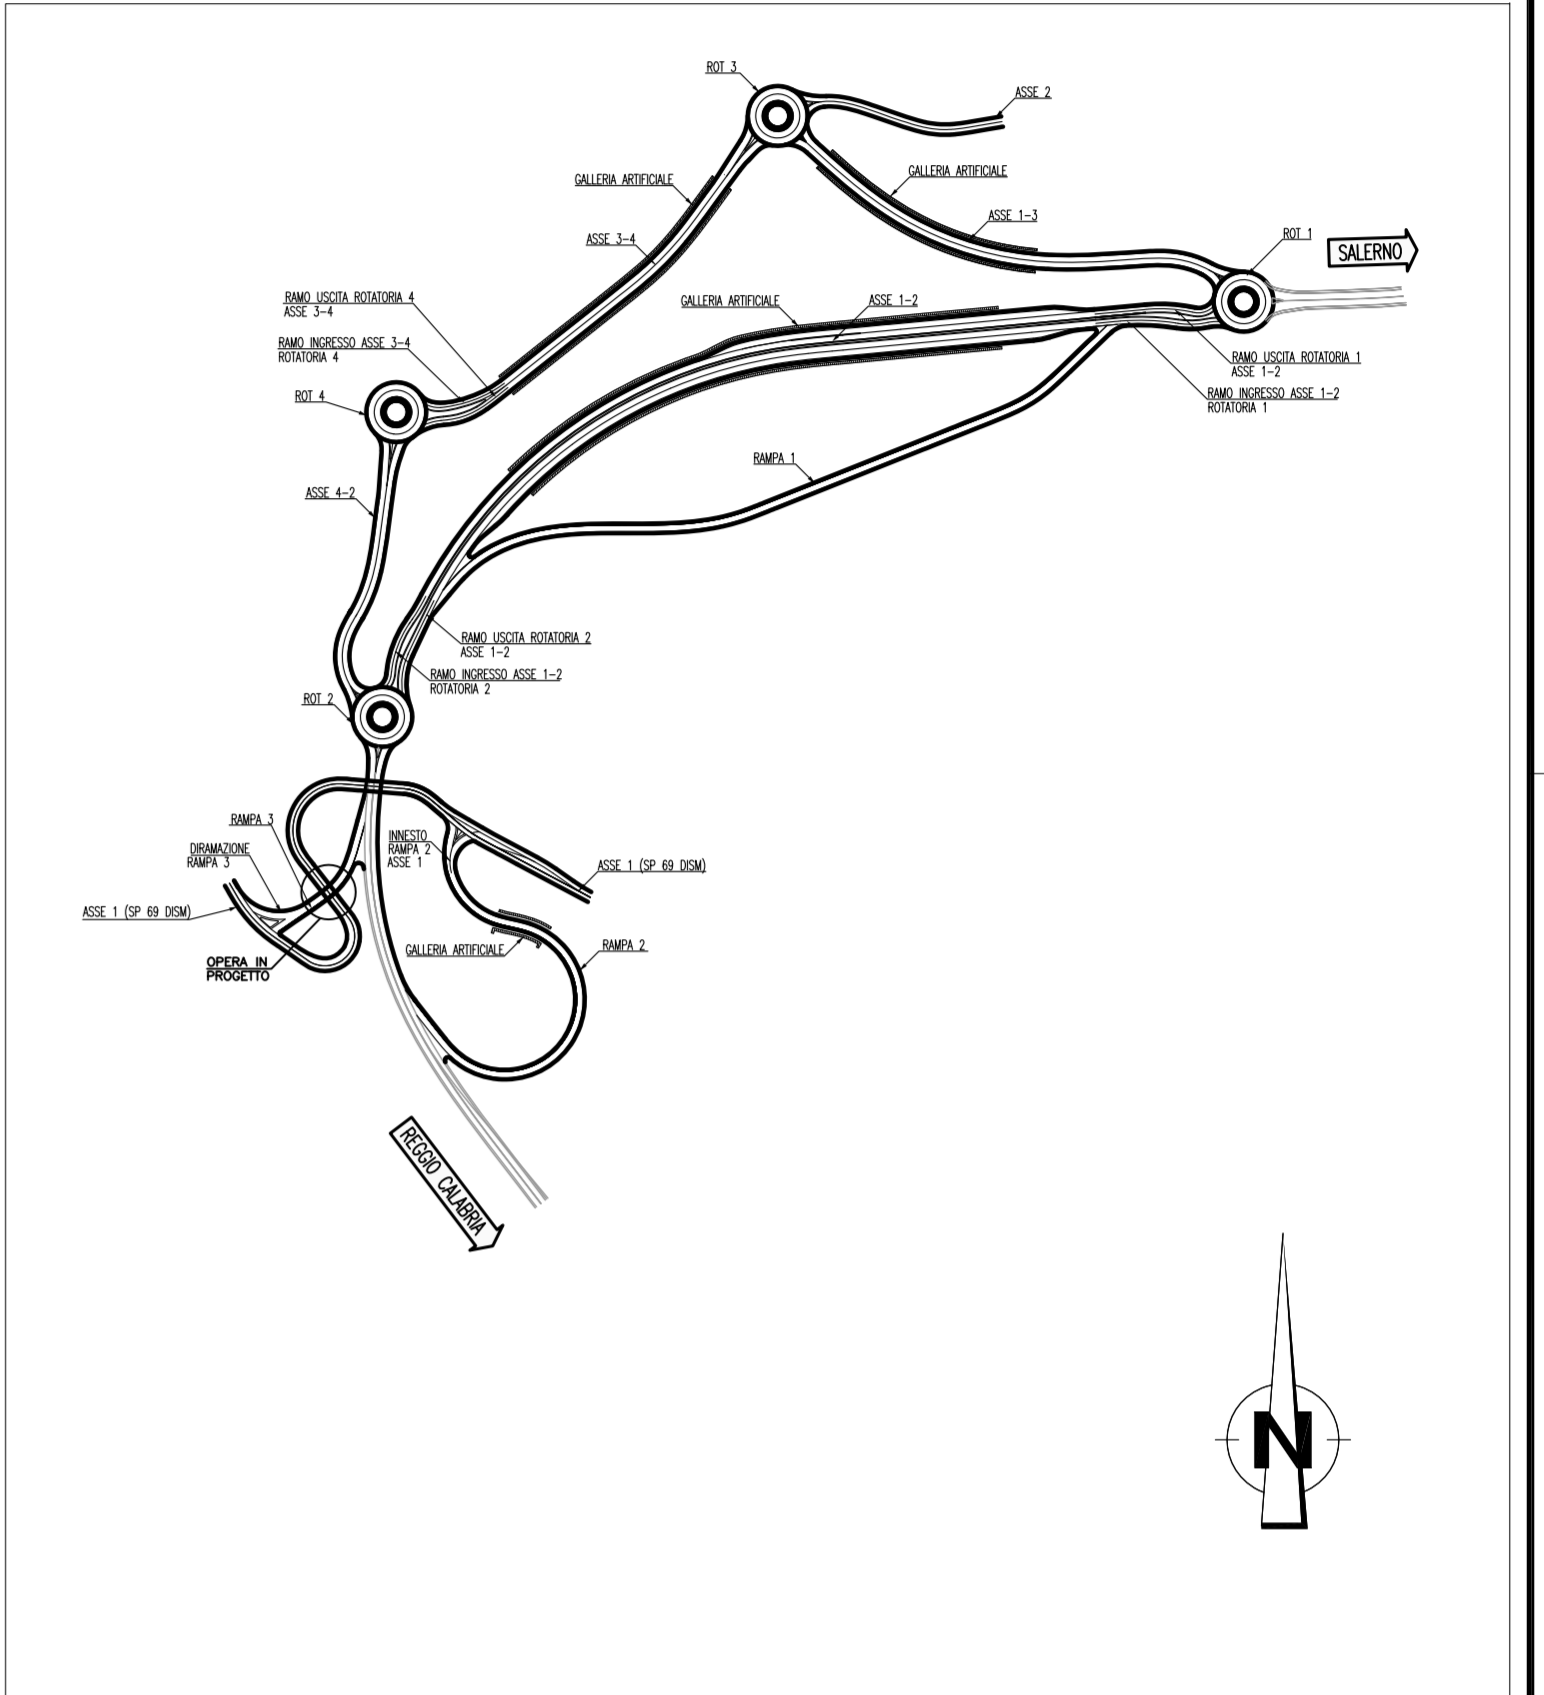 ROT 3
ASSE 2
GALLERIA ARTIFICIALE
GALLERIA ARTIFICIALE
ASSE 1-3
ASSE 3-4
ROT 1
SALERNO
RAMO USCITA ROTATORIA 4
ASSE 3-4
GALLERIA ARTIFICIALE
ASSE 1-2
RAMO INGRESSO ASSE 3-4
ROTATORIA 4
RAMO USCITA ROTATORIA 1
ASSE 1-2
ROT 4
RAMO INGRESSO ASSE 1-2
ROTATORIA 1
RAMPA 1
ASSE 4-2
RAMO USCITA ROTATORIA 2
ASSE 1-2
RAMO INGRESSO ASSE 1-2
ROTATORIA 2
ROT 2
RAMPA 3
INNESTO
RAMPA 2
ASSE 1
DIRAMAZIONE
RAMPA 3
ASSE 1 (SP 69 DISM)
ASSE 1 (SP 69 DISM)
GALLERIA ARTIFICIALE
RAMPA 2
OPERA IN
PROGETTO
REGGIO CALABRIA
N